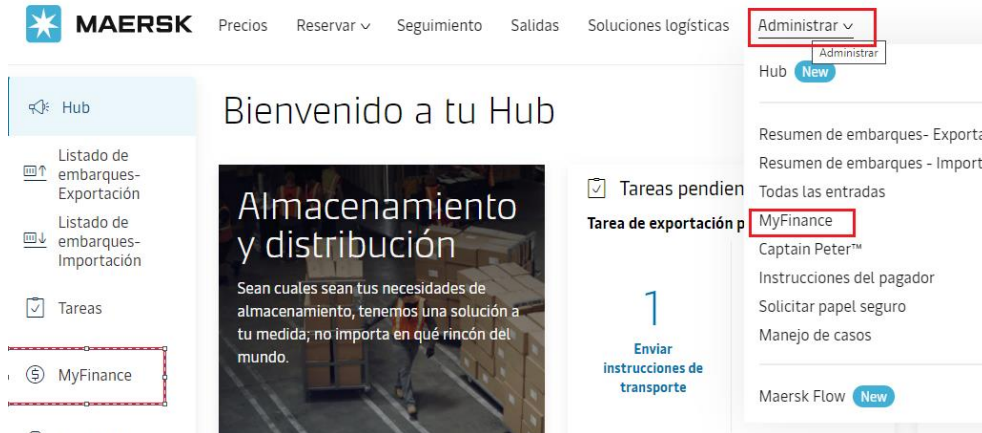 MAERSK
Precios
Reservar
Seguimiento
Salidas
Soluciones logísticas
Administrar
Administrar
Hub
Listado de
embarques-
Exportación
Listado de
embarques-
Importación
Tareas
MyFinance
Bienvenido a tu Hub
Almacenamiento
y distribución
Sean cuales sean tus necesidades de
almacenamiento, tenemos una solución a
tu medida; no importa en qué rincón del
mundo.
Tareas pendien
Tarea de exportación p
1
Enviar
instrucciones de
transporte
Hub New
Resumen de embarques- Exporta
Resumen de embarques - Import
Todas las entradas
MyFinance
Captain Peter™
Instrucciones del pagador
Solicitar papel seguro
Manejo de casos
Maersk Flow New